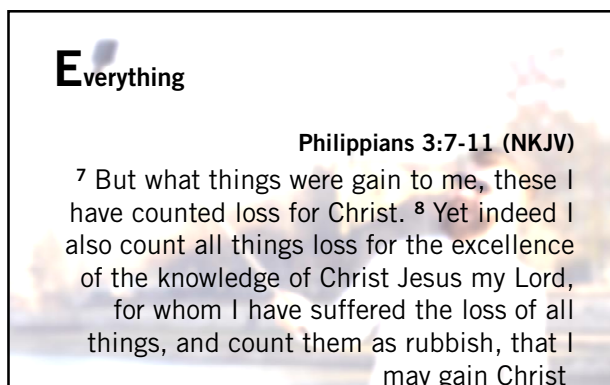 Everything
Philippians 3:7-11 (NKJV)
7 But what things were gain to me, these I
have counted loss for Christ. 8 Yet indeed I
also count all things loss for the excellence
of the knowledge of Christ Jesus my Lord,
for whom I have suffered the loss of all
things, and count them as rubbish, that I
may gain Christ